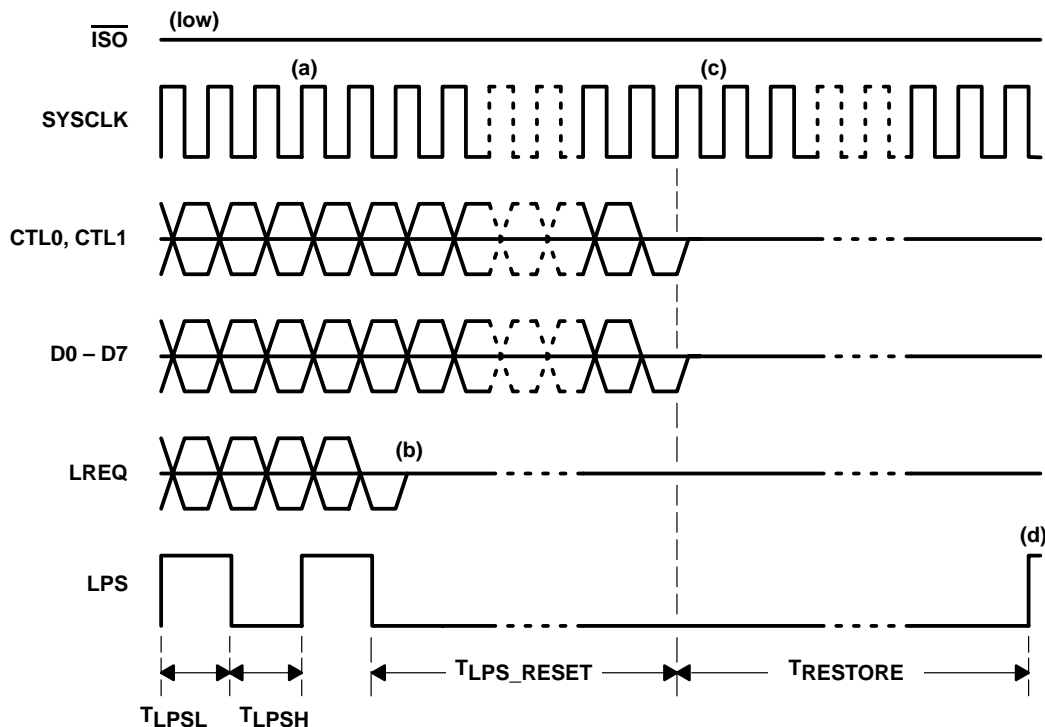 (low)
ISO
(a)
(c)
SYSCLK
CTL0, CTL1
D0 – D7
(b)
LREQ
(d)
LPS
TLPS_RESET
TRESTORE
TLPSL
TLPSH